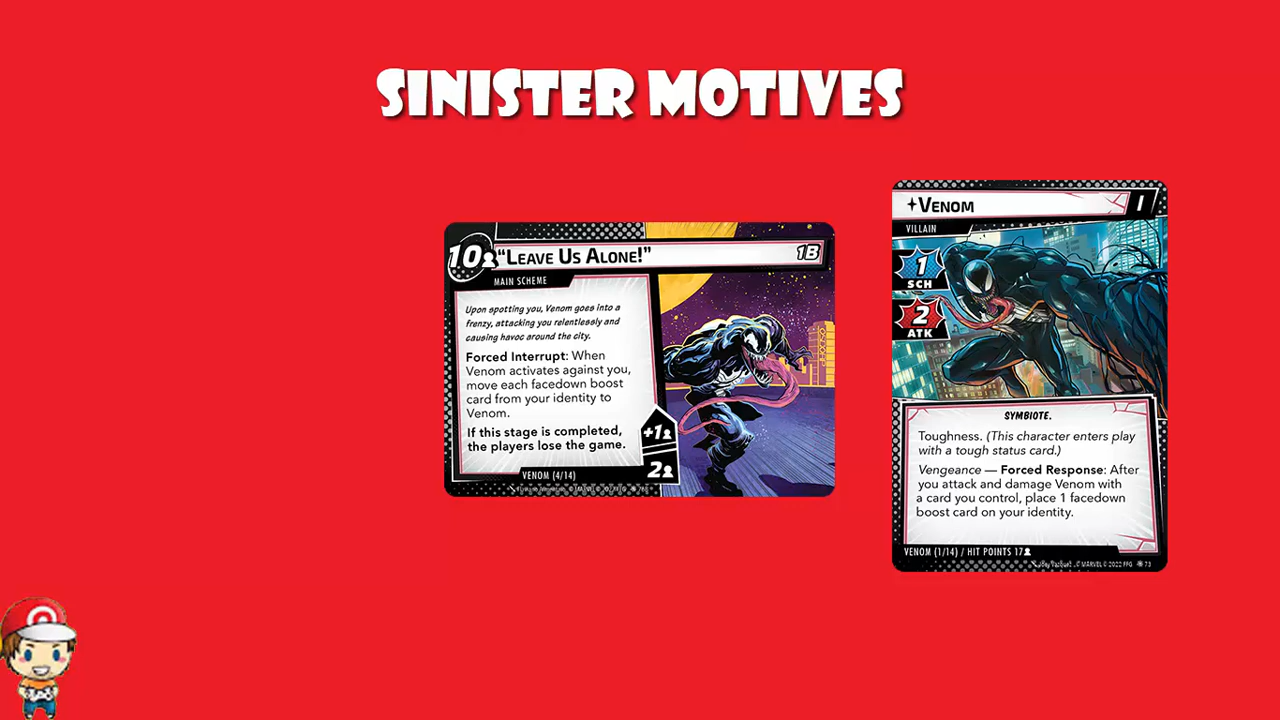 SINISTER MOTIVES
10 "LEAVE US ALONE!" 1B
MAIN SCHEME
Upon spotting you, Venom goes into a
frenzy, attacking you relentlessly and
causing havoc around the city.
Forced Interrupt: When
Venom activates against you,
move each facedown boost
card from your identity to
Venom.
If this stage is completed,
the players lose the game.
+1
2
VENOM (4/14)
VENOM I
VILLAIN
1
SCH
2
ATK
SYMBIOTE.
Toughness. (This character enters play
with a tough status card.)
Vengeance — Forced Response: After
you attack and damage Venom with
a card you control, place 1 facedown
boost card on your identity.
VENOM (1/14) / HIT POINTS 17
© MARVEL © 2022 FFG 73